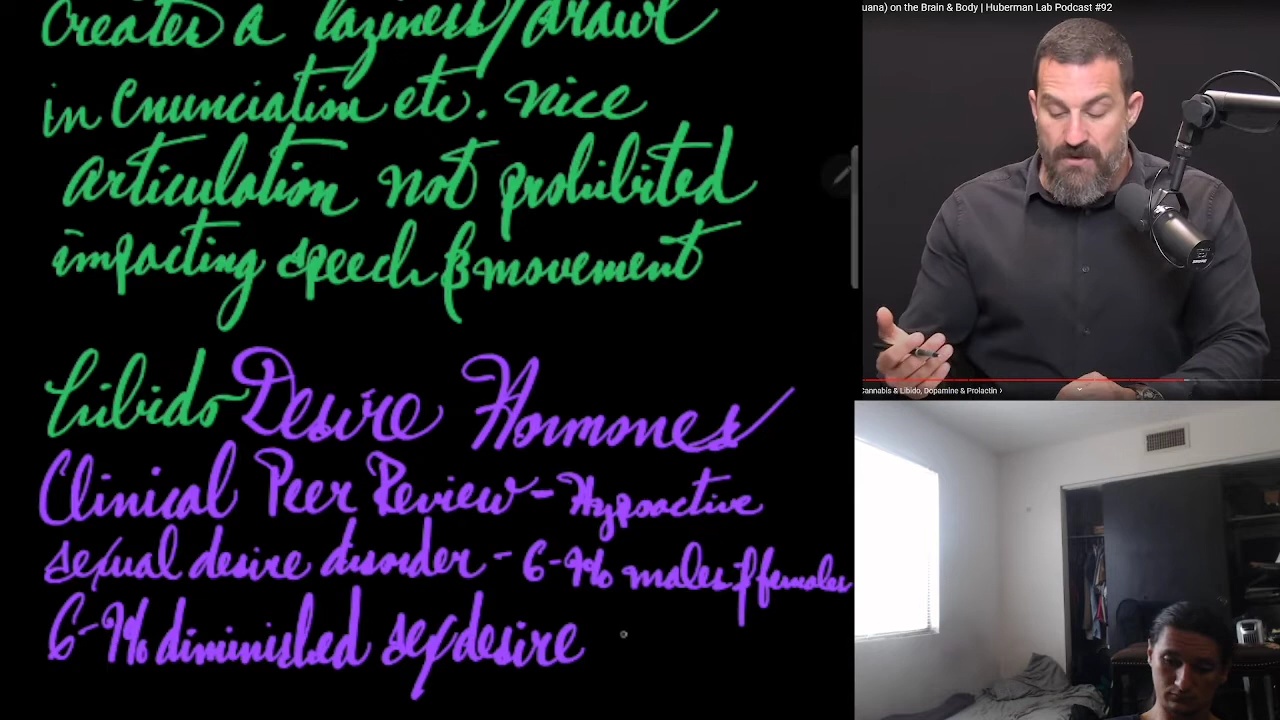 Creates a laziness/drawl
in Enunciation etc. nice
articulation not prohibited
impacting speech & movement
Libido Desire Hormones
Clinical Peer Review - Hypoactive
sexual desire disorder - 6-9% males & females
6-9% diminished sex desire
uana) on the Brain & Body | Huberman Lab Podcast #92
Cannabis & Libido, Dopamine & Prolactin ›